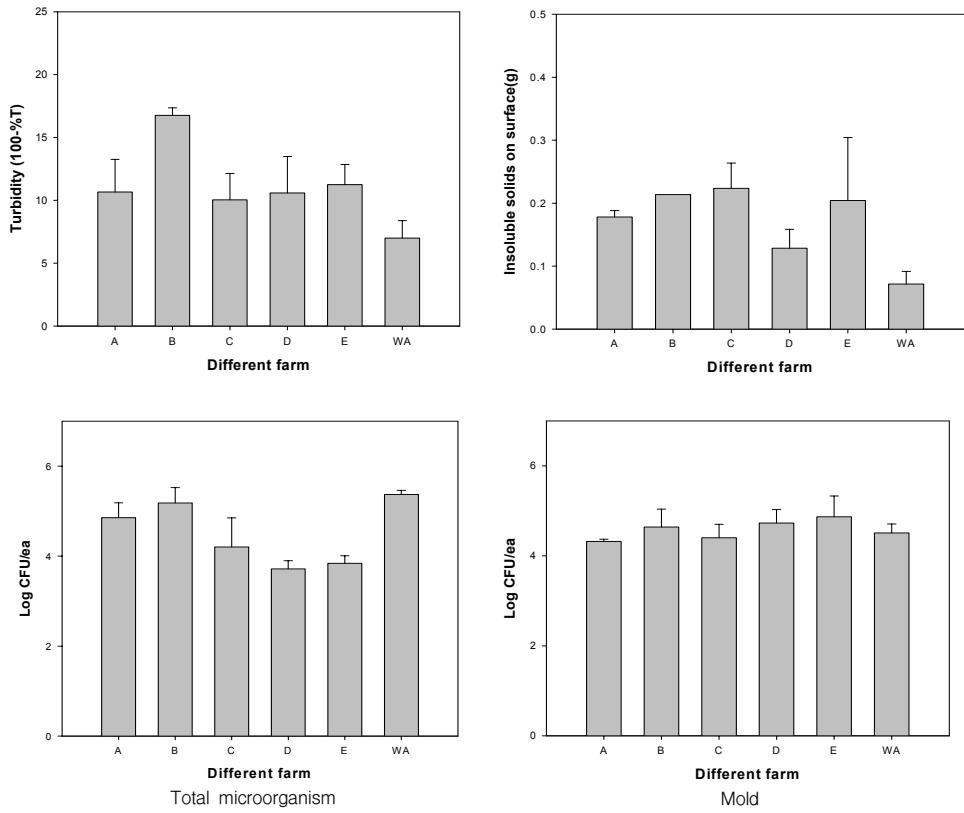 25
20
15
10
5
0
Turbidity (100-%T)
A B C D E WA
Different farm
0.5
0.4
0.3
0.2
0.1
0.0
Insoluble solids on surface(g)
A B C D E WA
Different farm
6
4
2
0
Log CFU/ea
A B C D E WA
Different farm
Total microorganism
6
4
2
0
Log CFU/ea
A B C D E WA
Different farm
Mold